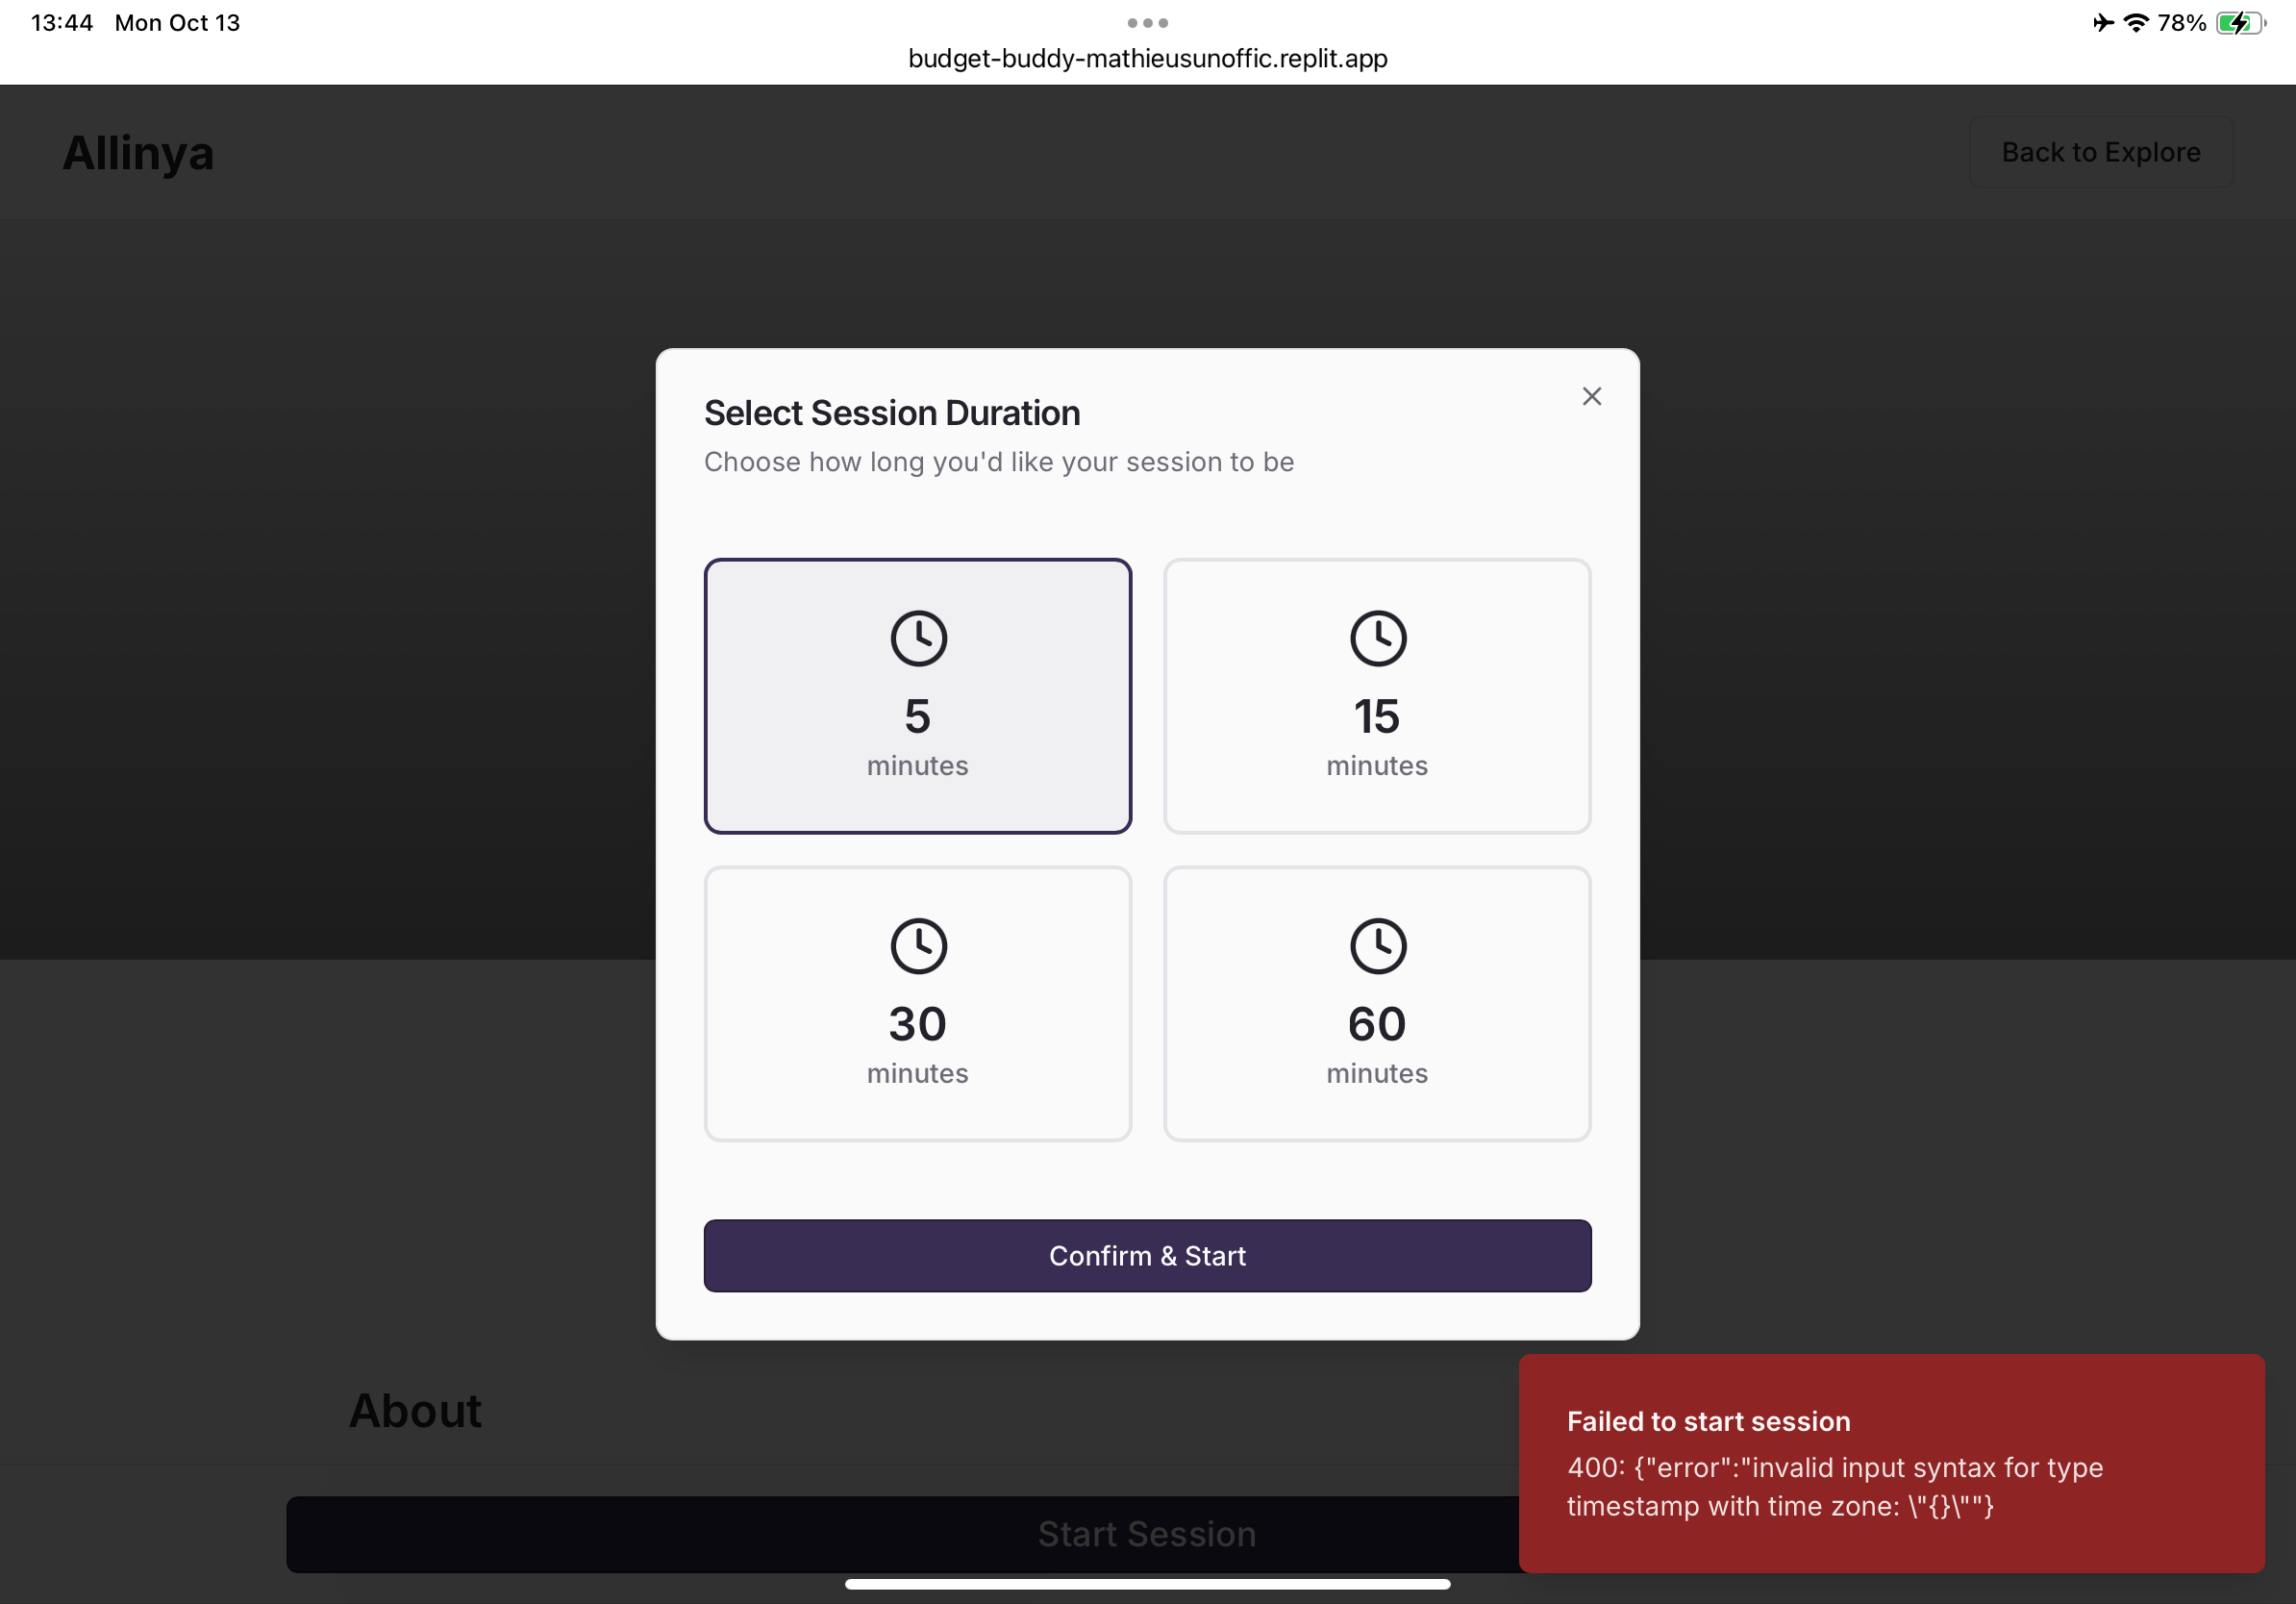 13:44 Mon Oct 13
78%
budget-buddy-mathieusunoffic.replit.app
Allinya
Back to Explore
Select Session Duration
Choose how long you'd like your session to be
5
minutes
15
minutes
30
minutes
60
minutes
Confirm & Start
About
Failed to start session
400: {"error":"invalid input syntax for type
timestamp with time zone: \"{}\""}
Start Session